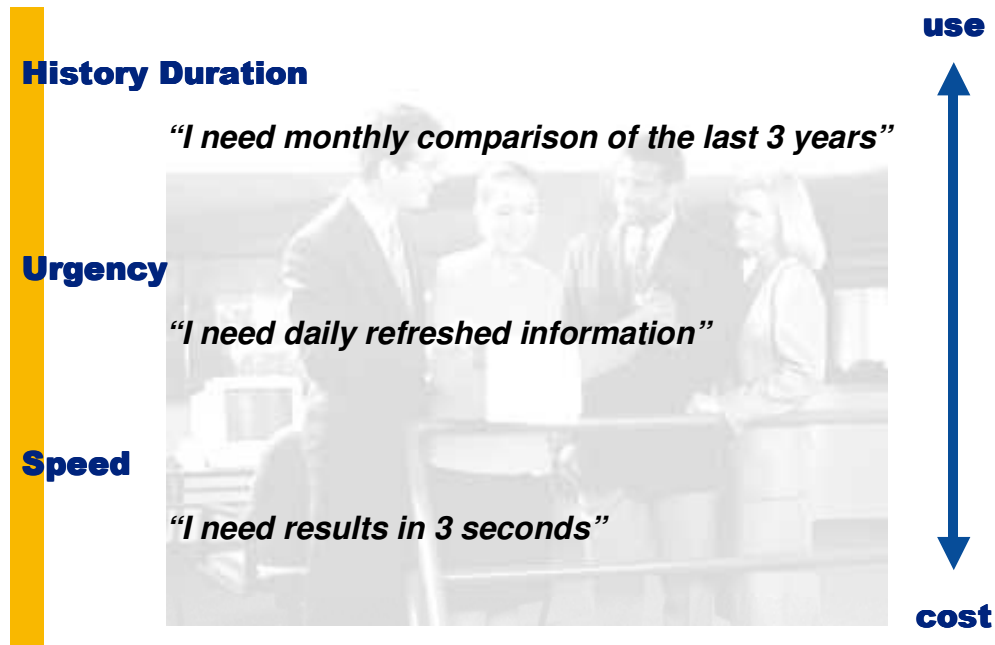 use
History Duration
“I need monthly comparison of the last 3 years”
Urgency
“I need daily refreshed information”
Speed
“I need results in 3 seconds”
cost